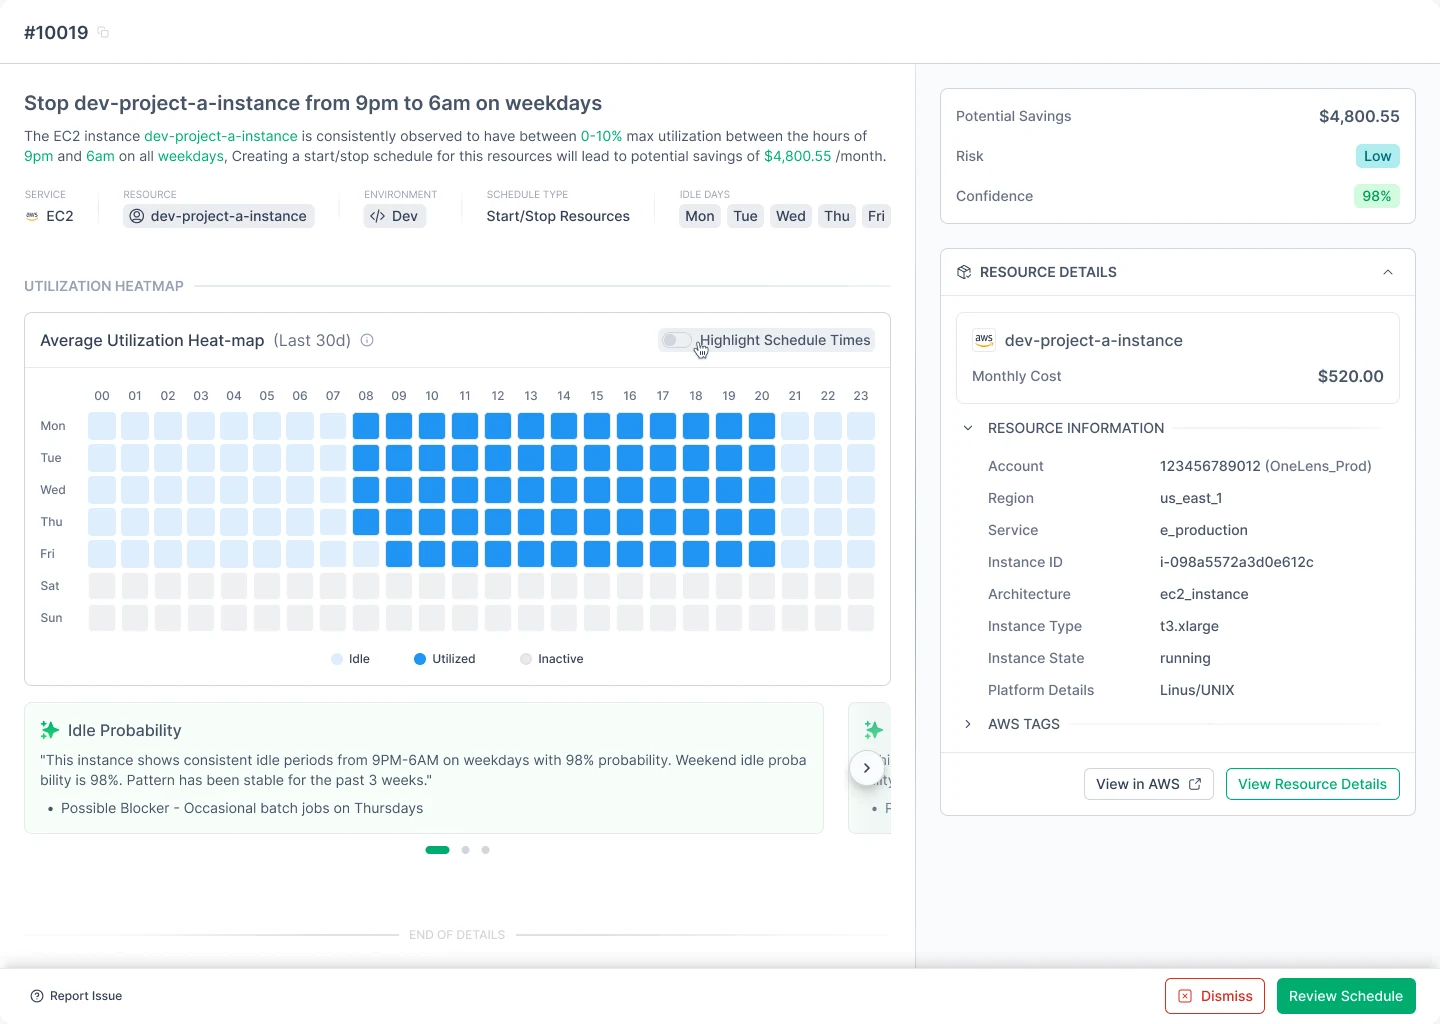 #10019
Stop dev-project-a-instance from 9pm to 6am on weekdays
The EC2 instance dev-project-a-instance is consistently observed to have between 0-10% max utilization between the hours of
9pm and 6am on all weekdays, Creating a start/stop schedule for this resources will lead to potential savings of $4,800.55 /month.
SERVICE RESOURCE ENVIRONMENT SCHEDULE TYPE IDLE DAYS
aws EC2 dev-project-a-instance </> Dev Start/Stop Resources Mon Tue Wed Thu Fri
UTILIZATION HEATMAP
Average Utilization Heat-map (Last 30d) Highlight Schedule Times
00 01 02 03 04 05 06 07 08 09 10 11 12 13 14 15 16 17 18 19 20 21 22 23
Mon
Tue
Wed
Thu
Fri
Sat
Sun
Idle Utilized Inactive
Idle Probability
"This instance shows consistent idle periods from 9PM-6AM on weekdays with 98% probability. Weekend idle proba
bility is 98%. Pattern has been stable for the past 3 weeks."
• Possible Blocker - Occasional batch jobs on Thursdays
END OF DETAILS
Potential Savings $4,800.55
Risk Low
Confidence 98%
RESOURCE DETAILS
aws dev-project-a-instance
Monthly Cost $520.00
RESOURCE INFORMATION
Account 123456789012 (OneLens_Prod)
Region us_east_1
Service e_production
Instance ID i-098a5572a3d0e612c
Architecture ec2_instance
Instance Type t3.xlarge
Instance State running
Platform Details Linus/UNIX
AWS TAGS
View in AWS View Resource Details
Report Issue Dismiss Review Schedule